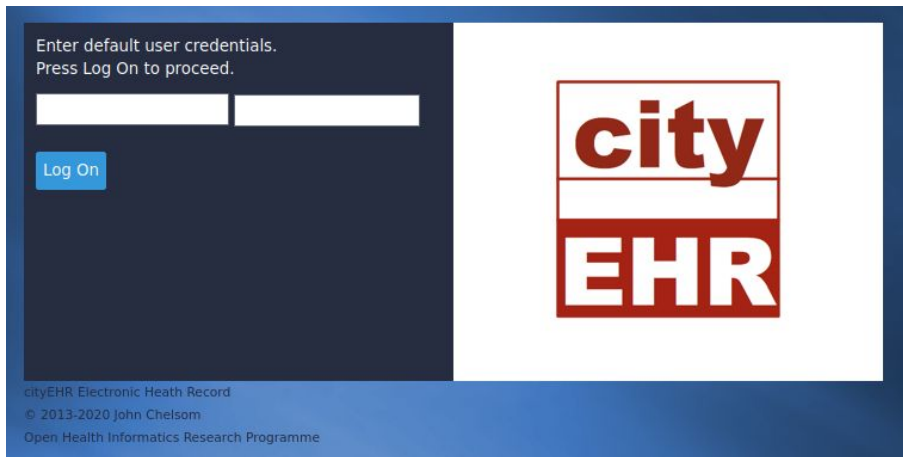 Enter default user credentials.
Press Log On to proceed.
Log On
city
EHR
cityEHR Electronic Heath Record
© 2013-2020 John Chelsom
Open Health Informatics Research Programme